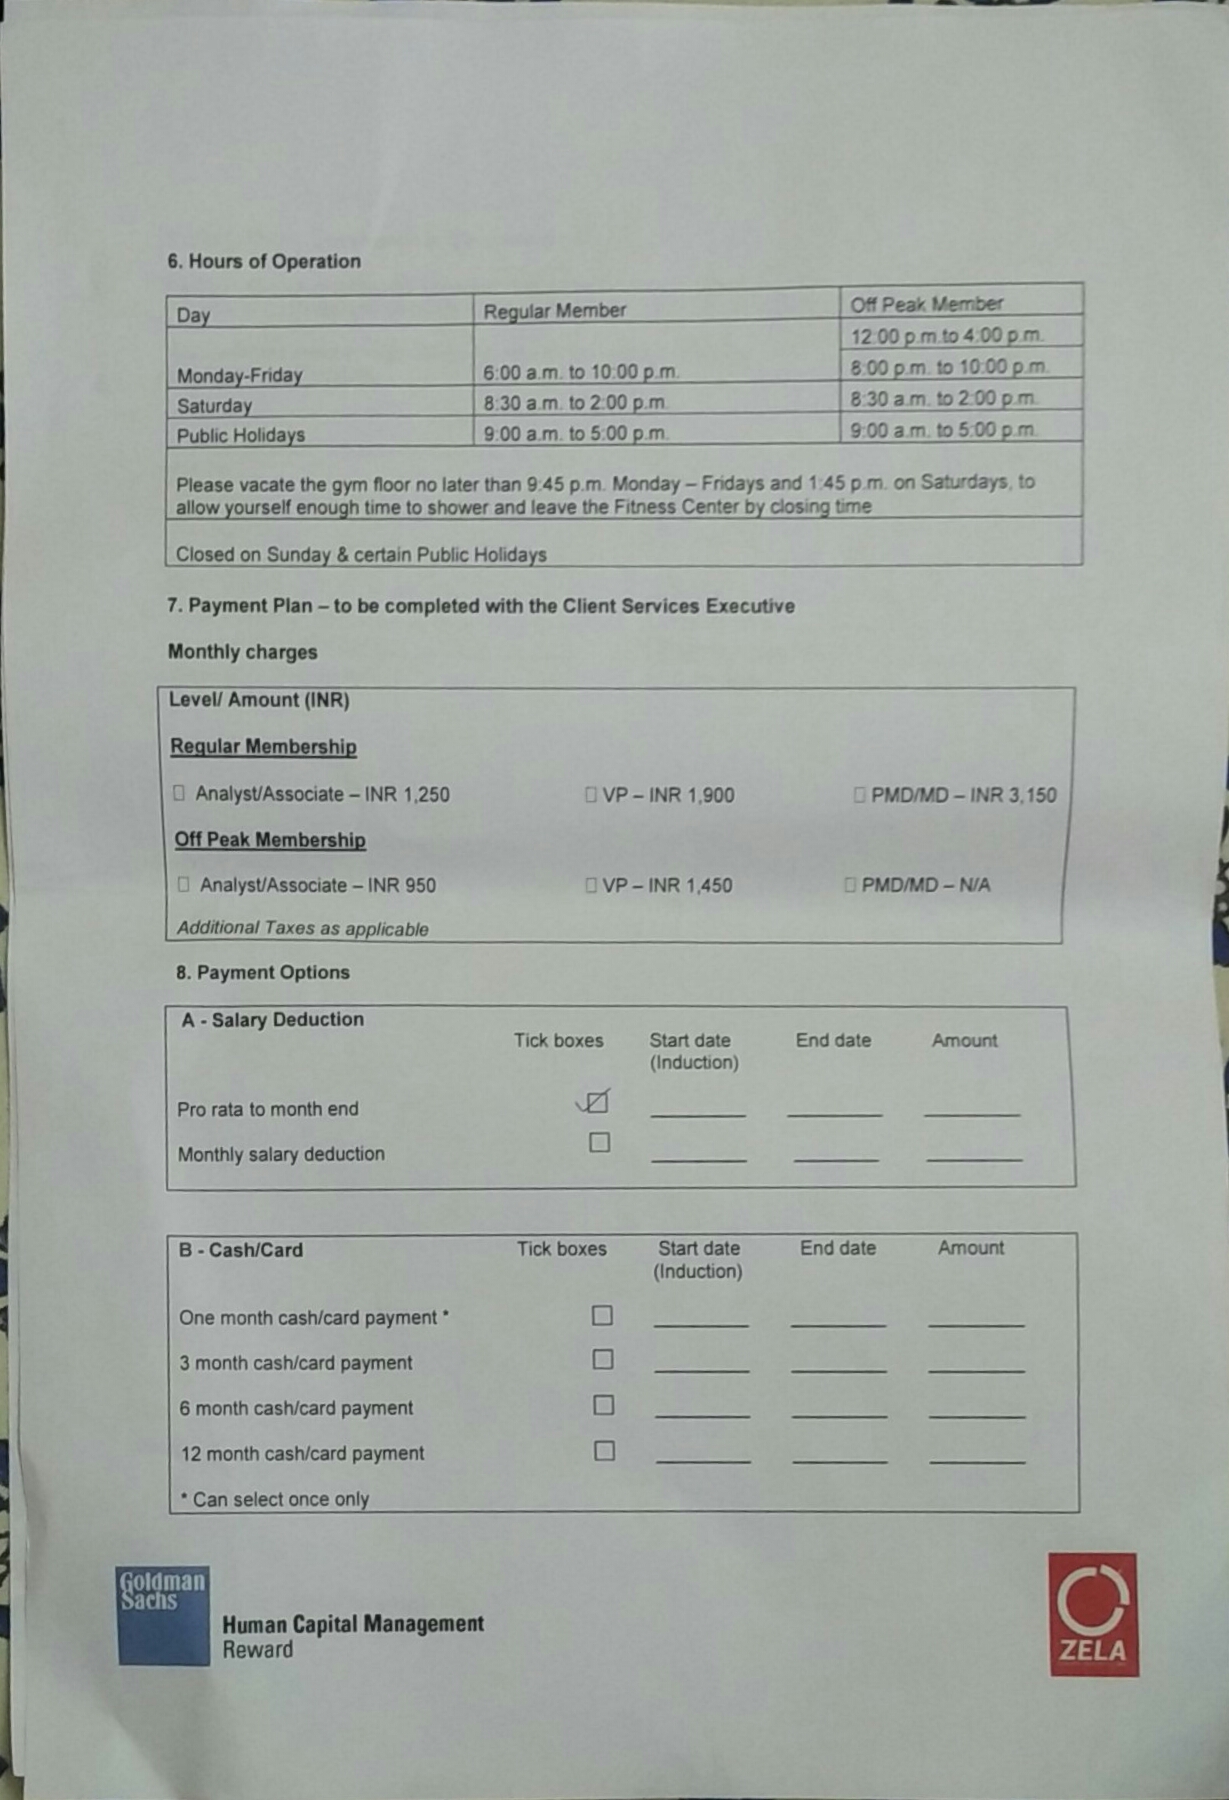 6. Hours of Operation
Day Regular Member Off Peak Member
12:00 p.m.to 4:00 p.m.
Monday-Friday 6:00 a.m. to 10:00 p.m. 8:00 p.m. to 10:00 p.m.
Saturday 8:30 a.m. to 2:00 p.m. 8:30 a.m. to 2:00 p.m.
Public Holidays 9:00 a.m. to 5:00 p.m. 9:00 a.m. to 5:00 p.m.
Please vacate the gym floor no later than 9:45 p.m. Monday – Fridays and 1:45 p.m. on Saturdays, to
allow yourself enough time to shower and leave the Fitness Center by closing time
Closed on Sunday & certain Public Holidays
7. Payment Plan – to be completed with the Client Services Executive
Monthly charges
Level/ Amount (INR)
Regular Membership
Analyst/Associate – INR 1,250 VP – INR 1,900 PMD/MD – INR 3,150
Off Peak Membership
Analyst/Associate – INR 950 VP – INR 1,450 PMD/MD – N/A
Additional Taxes as applicable
8. Payment Options
A - Salary Deduction
Tick boxes Start date End date Amount
(Induction)
Pro rata to month end
Monthly salary deduction
B - Cash/Card Tick boxes Start date End date Amount
(Induction)
One month cash/card payment *
3 month cash/card payment
6 month cash/card payment
12 month cash/card payment
* Can select once only
Goldman
Sachs
Human Capital Management
Reward
ZELA